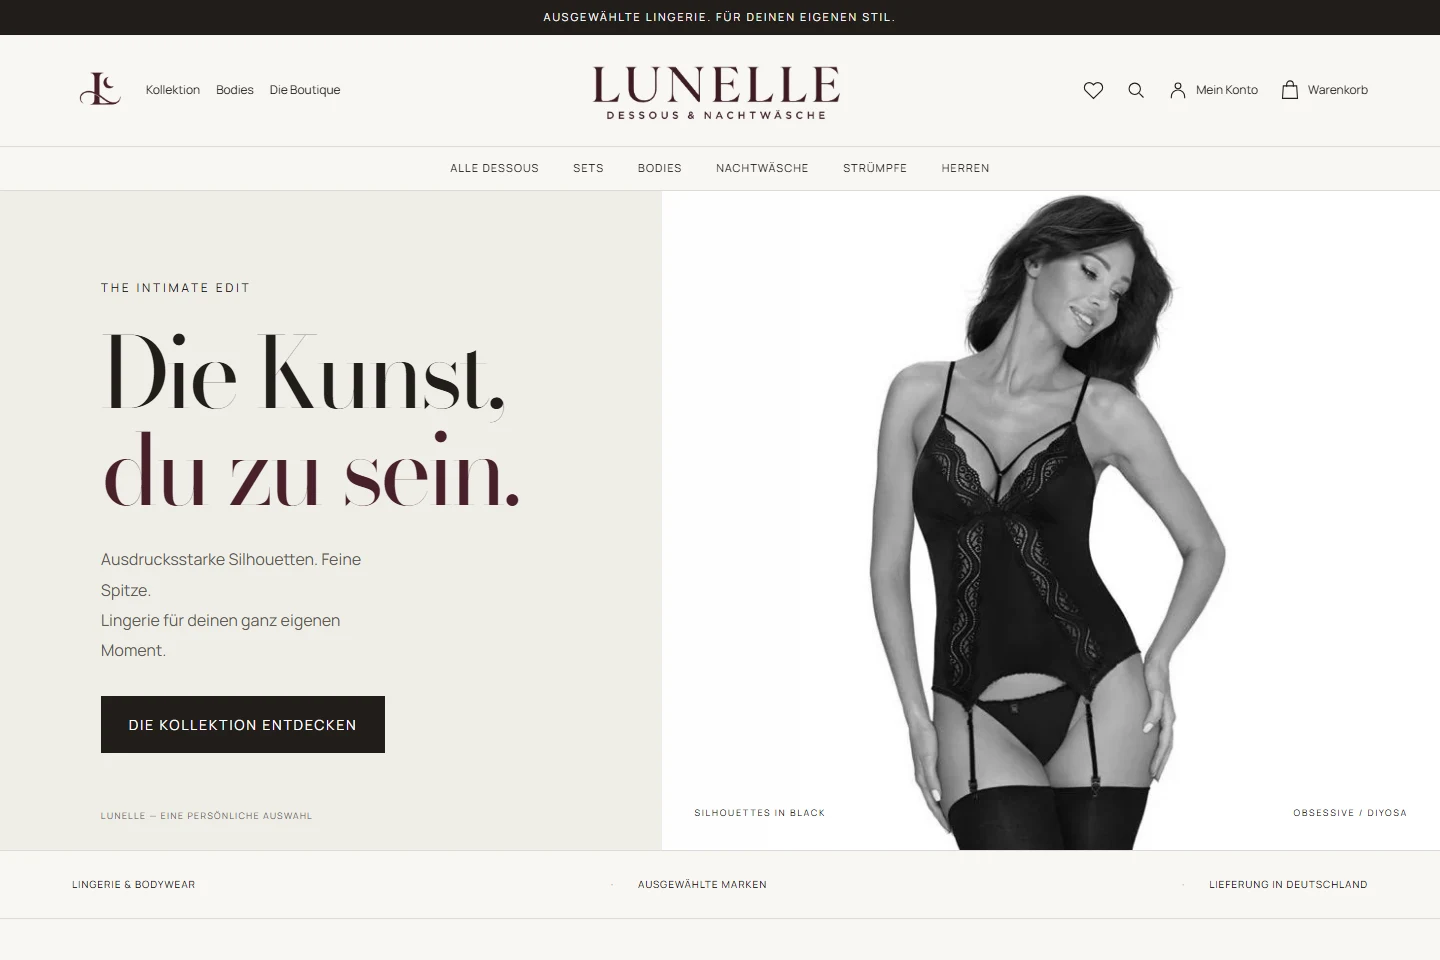 AUSGEWÄHLTE LINGERIE. FÜR DEINEN EIGENEN STIL.
Kollektion Bodies Die Boutique
LUNELLE
DESSOUS & NACHTWÄSCHE
Mein Konto Warenkorb
ALLE DESSOUS SETS BODIES NACHTWÄSCHE STRÜMPFE HERREN
THE INTIMATE EDIT
Die Kunst,
du zu sein.
Ausdrucksstarke Silhouetten. Feine
Spitze.
Lingerie für deinen ganz eigenen
Moment.
DIE KOLLEKTION ENTDECKEN
LUNELLE — EINE PERSÖNLICHE AUSWAHL
SILHOUETTES IN BLACK
OBSESSIVE / DIYOSA
LINGERIE & BODYWEAR · AUSGEWÄHLTE MARKEN · LIEFERUNG IN DEUTSCHLAND